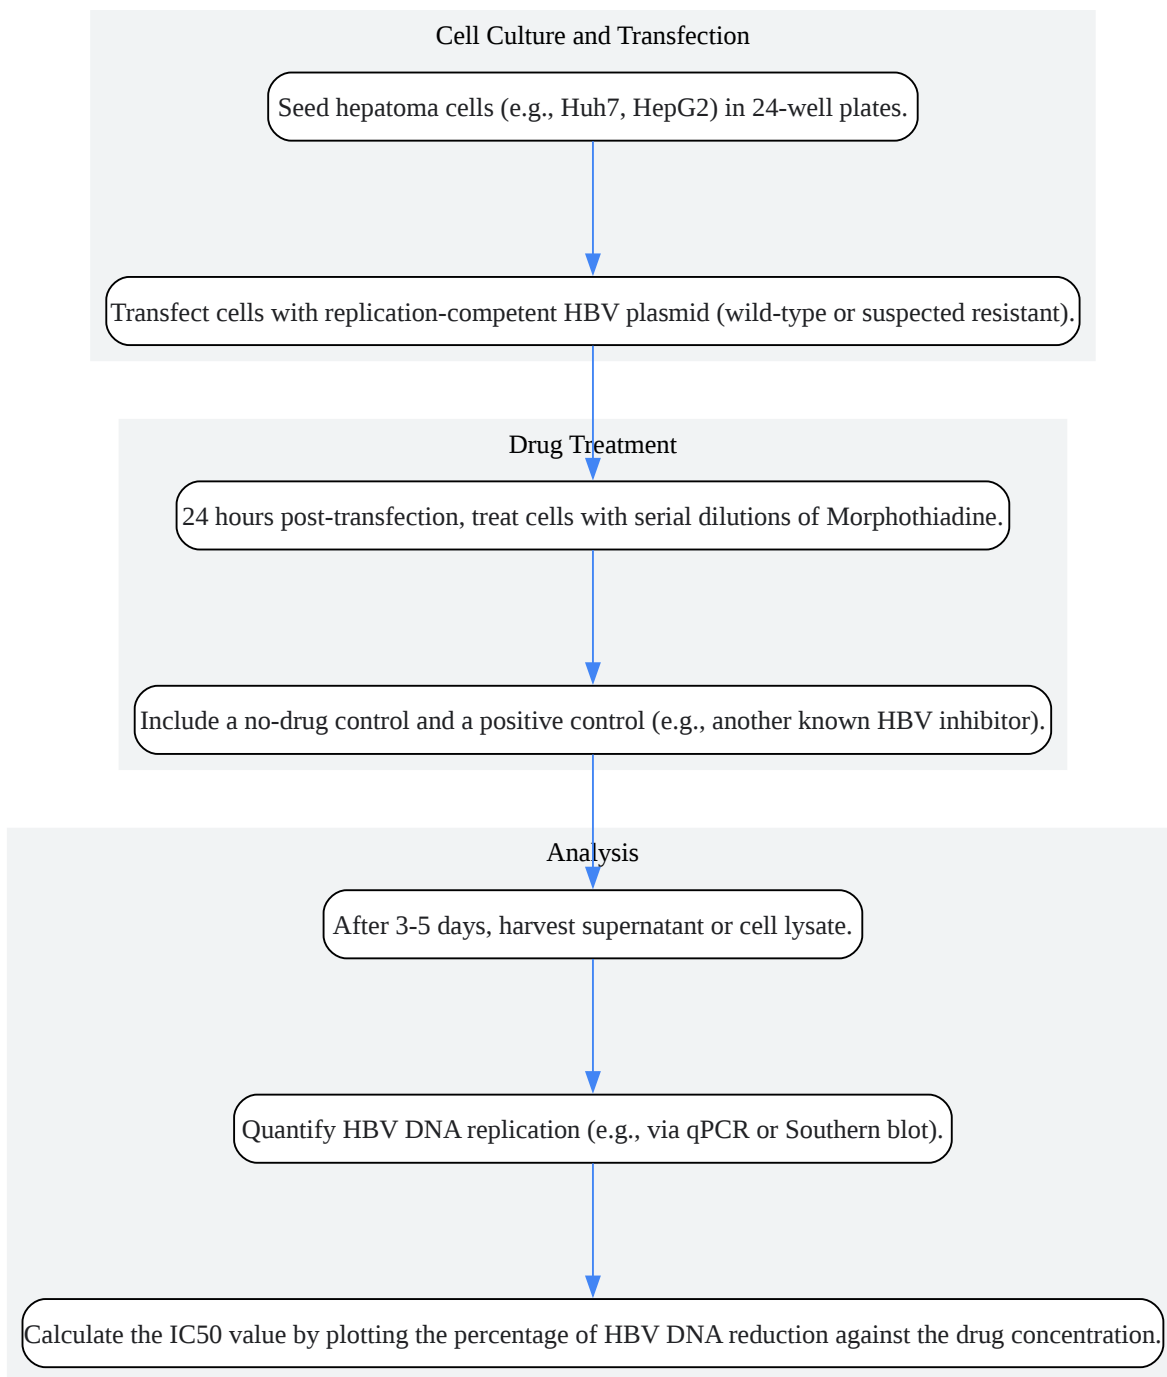 Cell Culture and Transfection
Seed hepatoma cells (e.g., Huh7, HepG2) in 24-well plates.
Transfect cells with replication-competent HBV plasmid (wild-type or suspected resistant).
Drug Treatment
24 hours post-transfection, treat cells with serial dilutions of Morphothiadine.
Include a no-drug control and a positive control (e.g., another known HBV inhibitor).
Analysis
After 3-5 days, harvest supernatant or cell lysate.
Quantify HBV DNA replication (e.g., via qPCR or Southern blot).
Calculate the IC50 value by plotting the percentage of HBV DNA reduction against the drug concentration.